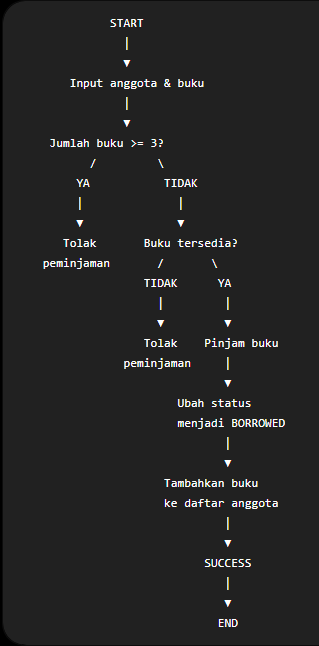 START
|
▼
Input anggota & buku
|
▼
Jumlah buku >= 3?
/ \
YA TIDAK
| |
▼ ▼
Tolak Buku tersedia?
peminjaman / \
TIDAK YA
| |
▼ ▼
Tolak Pinjam buku
peminjaman |
▼
Ubah status
menjadi BORROWED
|
▼
Tambahkan buku
ke daftar anggota
|
▼
SUCCESS
|
▼
END